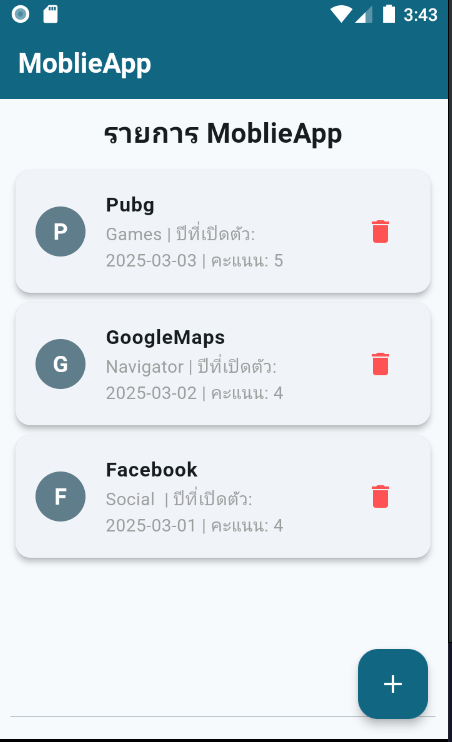 3:43
MoblieApp
รายการ MoblieApp
Pubg
P
Games | ปีที่เปิดตัว:
2025-03-03 | คะแนน: 5
GoogleMaps
G
Navigator | ปีที่เปิดตัว:
2025-03-02 | คะแนน: 4
Facebook
F
Social | ปีที่เปิดตัว:
2025-03-01 | คะแนน: 4
+